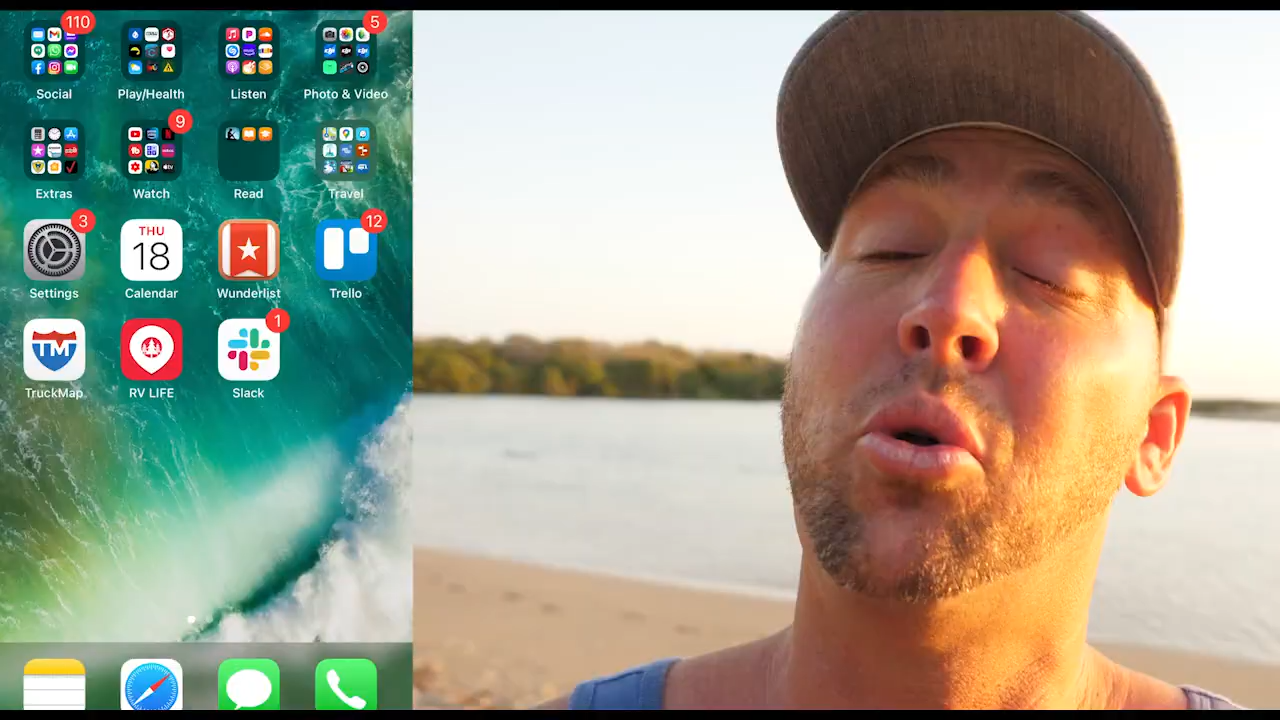 110
5
Social
Play/Health
Listen
Photo & Video
9
Extras
Watch
Read
Travel
3
THU
18
12
Settings
Calendar
Wunderlist
Trello
TM
1
TruckMap
RV LIFE
Slack